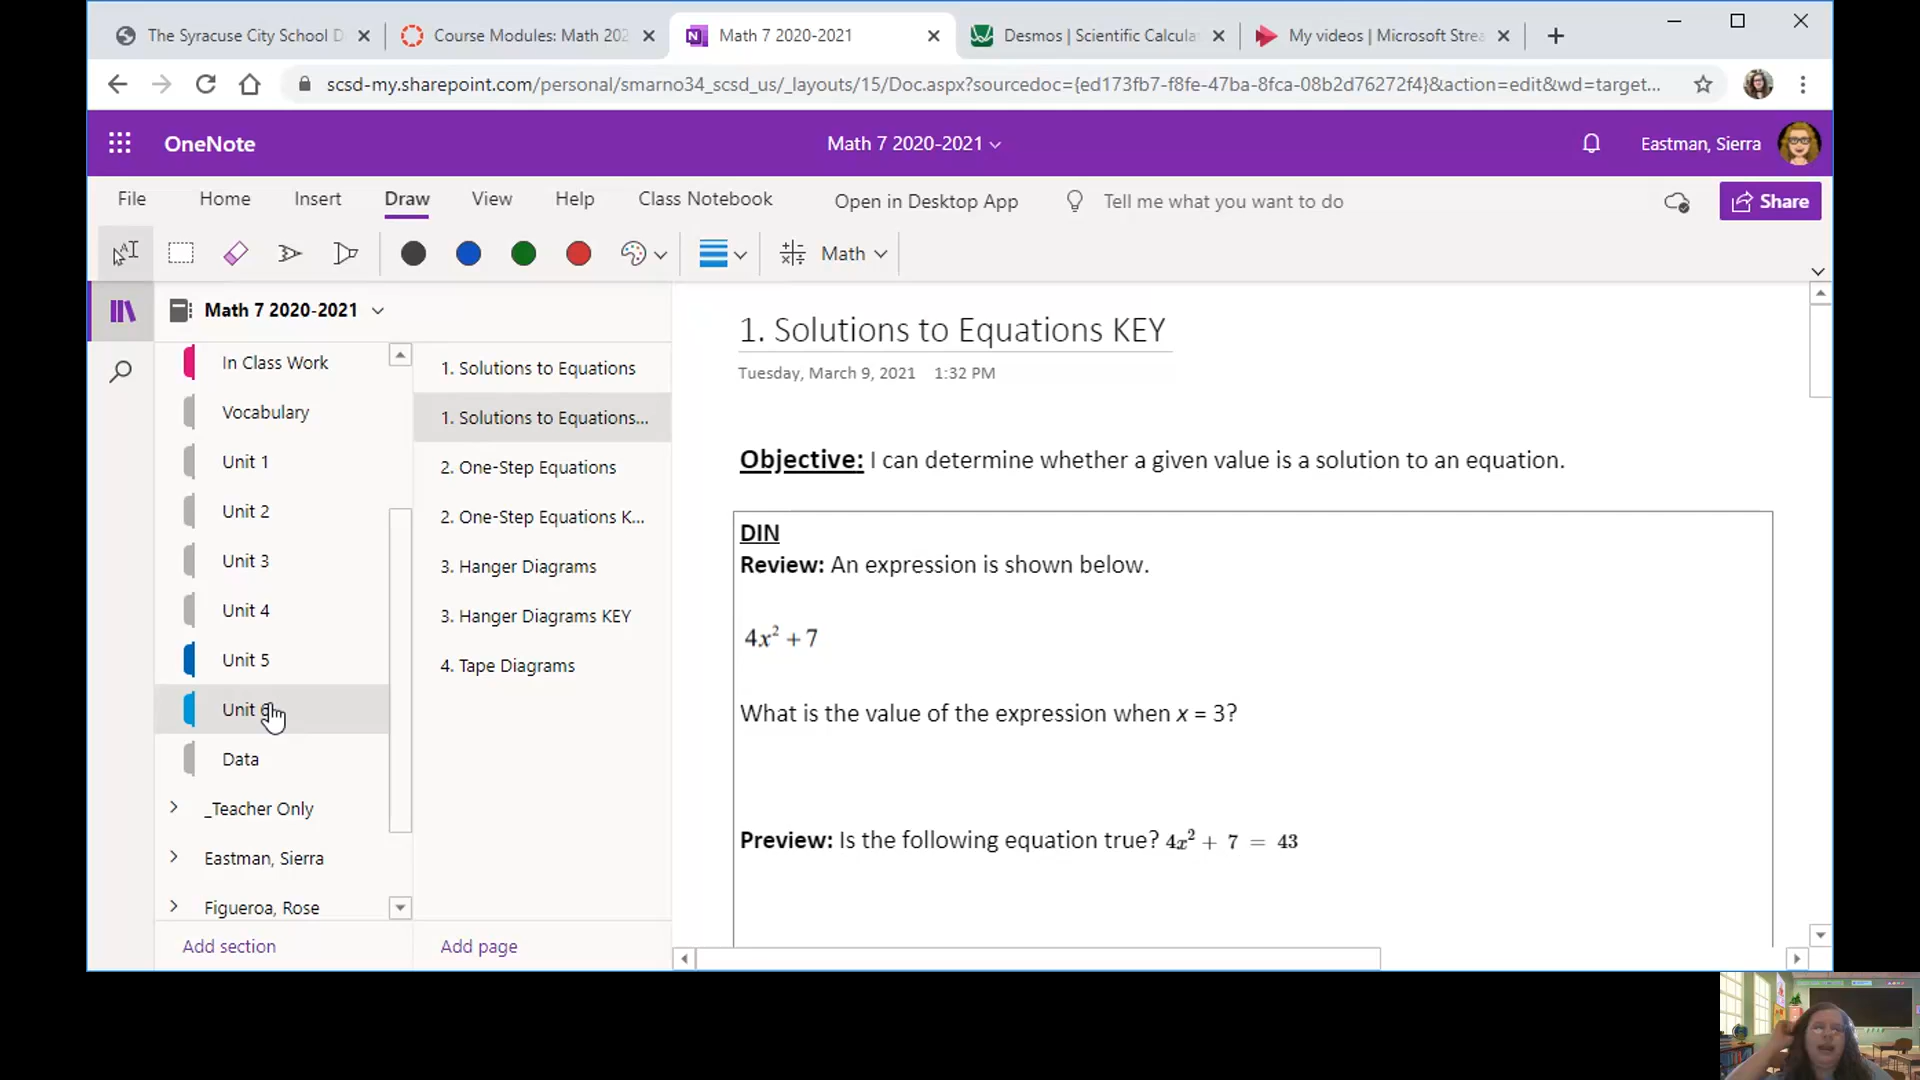 The Syracuse City School D
Course Modules: Math 202
Math 7 2020-2021
Desmos | Scientific Calcula
My videos | Microsoft Strea
scsd-my.sharepoint.com/personal/smarno34_scsd_us/_layouts/15/Doc.aspx?sourcedoc={ed173fb7-f8fe-47ba-8fca-08b2d76272f4}&action=edit&wd=target...
OneNote
Math 7 2020-2021
Eastman, Sierra
File
Home
Insert
Draw
View
Help
Class Notebook
Open in Desktop App
Tell me what you want to do
Share
Math
Math 7 2020-2021
In Class Work
Vocabulary
Unit 1
Unit 2
Unit 3
Unit 4
Unit 5
Unit
Data
_Teacher Only
Eastman, Sierra
Figueroa, Rose
Add section
1. Solutions to Equations
1. Solutions to Equations...
2. One-Step Equations
2. One-Step Equations K...
3. Hanger Diagrams
3. Hanger Diagrams KEY
4. Tape Diagrams
Add page
1. Solutions to Equations KEY
Tuesday, March 9, 2021 1:32 PM
Objective: I can determine whether a given value is a solution to an equation.
DIN
Review: An expression is shown below.
4x² + 7
What is the value of the expression when x = 3?
Preview: Is the following equation true? 4x² + 7 = 43